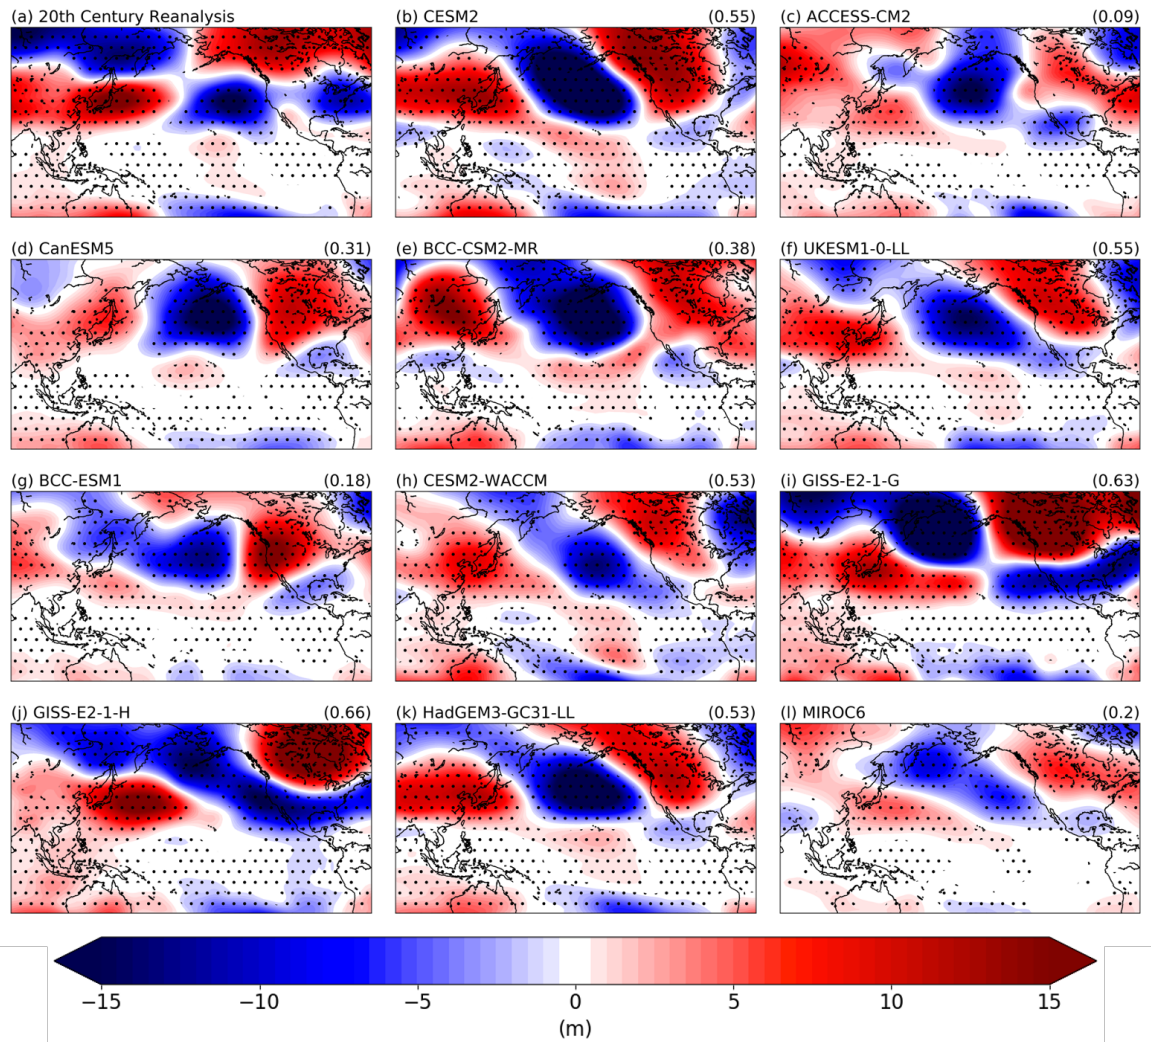 (a) 20th Century Reanalysis
(b) CESM2 (0.55)
(c) ACCESS-CM2 (0.09)
(d) CanESM5 (0.31)
(e) BCC-CSM2-MR (0.38)
(f) UKESM1-0-LL (0.55)
(g) BCC-ESM1 (0.18)
(h) CESM2-WACCM (0.53)
(i) GISS-E2-1-G (0.63)
(j) GISS-E2-1-H (0.66)
(k) HadGEM3-GC31-LL (0.53)
(l) MIROC6 (0.2)
−15 −10 −5 0 5 10 15
(m)